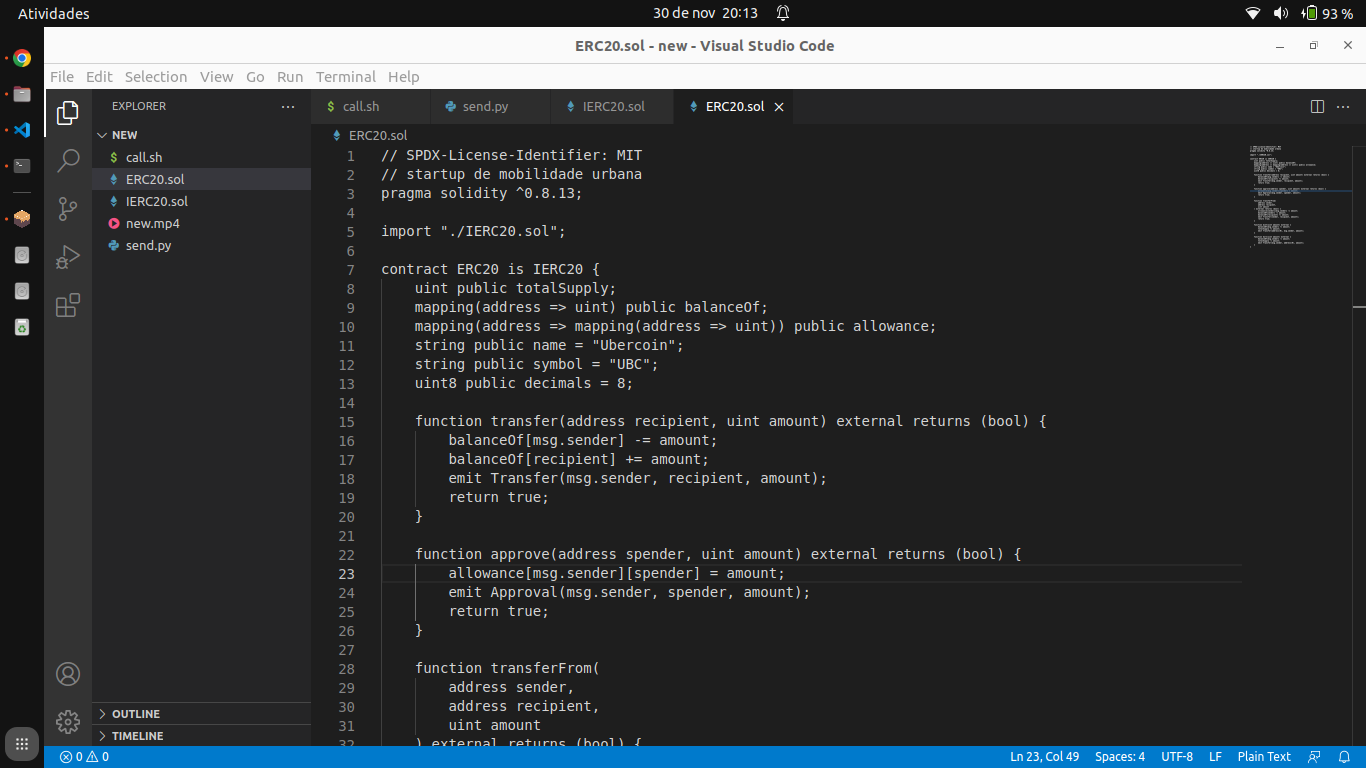 Atividades
30 de nov 20:13
93 %
ERC20.sol - new - Visual Studio Code
File Edit Selection View Go Run Terminal Help
EXPLORER
NEW
call.sh
ERC20.sol
IERC20.sol
new.mp4
send.py
OUTLINE
TIMELINE
call.sh send.py IERC20.sol ERC20.sol
ERC20.sol
1 // SPDX-License-Identifier: MIT
2 // startup de mobilidade urbana
3 pragma solidity ^0.8.13;
4
5 import "./IERC20.sol";
6
7 contract ERC20 is IERC20 {
8 uint public totalSupply;
9 mapping(address => uint) public balanceOf;
10 mapping(address => mapping(address => uint)) public allowance;
11 string public name = "Ubercoin";
12 string public symbol = "UBC";
13 uint8 public decimals = 8;
14
15 function transfer(address recipient, uint amount) external returns (bool) {
16 balanceOf[msg.sender] -= amount;
17 balanceOf[recipient] += amount;
18 emit Transfer(msg.sender, recipient, amount);
19 return true;
20 }
21
22 function approve(address spender, uint amount) external returns (bool) {
23 allowance[msg.sender][spender] = amount;
24 emit Approval(msg.sender, spender, amount);
25 return true;
26 }
27
28 function transferFrom(
29 address sender,
30 address recipient,
31 uint amount
32 ) external returns (bool) {
0 0
Ln 23, Col 49 Spaces: 4 UTF-8 LF Plain Text